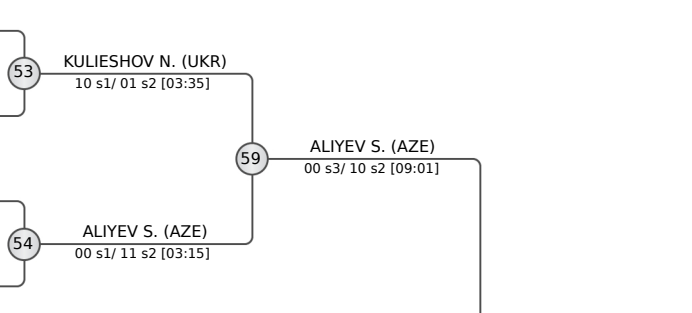 53
KULIESHOV N. (UKR)
10 s1/ 01 s2 [03:35]
59
ALIYEV S. (AZE)
00 s3/ 10 s2 [09:01]
54
ALIYEV S. (AZE)
00 s1/ 11 s2 [03:15]